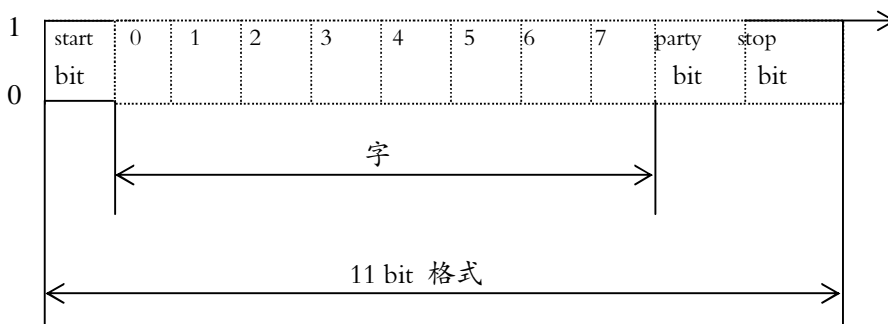 1
start 0 1 2 3 4 5 6 7 party stop
bit bit bit
0
字
11 bit 格式